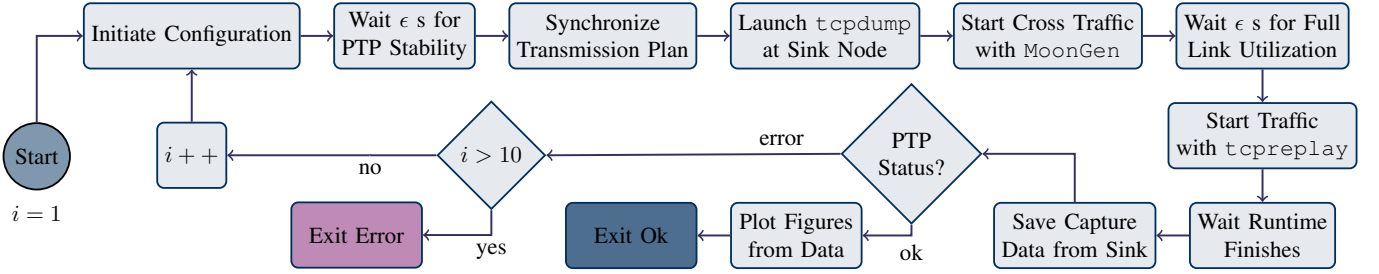 Initiate Configuration
Wait ϵ s for
PTP Stability
Synchronize
Transmission Plan
Launch tcpdump
at Sink Node
Start Cross Traffic
with MoonGen
Wait ϵ s for Full
Link Utilization
Start Traffic
with tcpreplay
Wait Runtime
Finishes
Save Capture
Data from Sink
PTP
Status?
error
ok
Plot Figures
from Data
Exit Ok
i > 10
no
yes
Exit Error
i + +
Start
i = 1